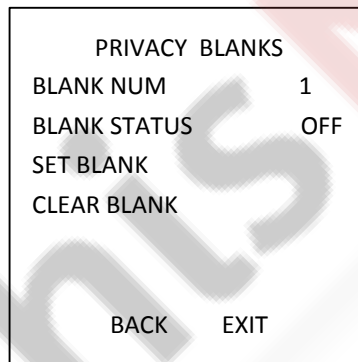 PRIVACY BLANKS
BLANK NUM 1
BLANK STATUS OFF
SET BLANK
CLEAR BLANK
BACK EXIT